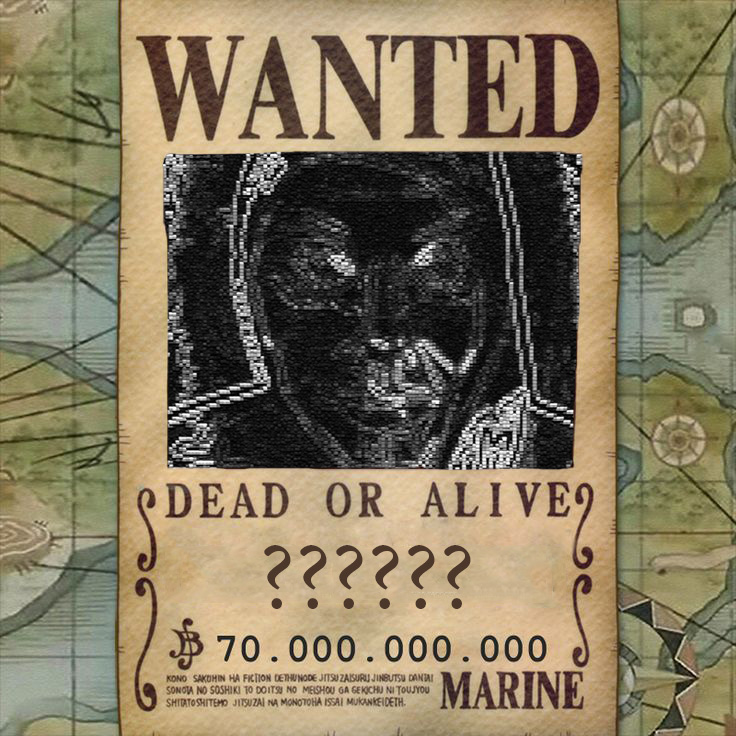 WANTED
DEAD OR ALIVE
??????
70.000.000.000
KONO SAKUHIN HA FICTION DETHUNODE JITSUZAISURU JINBUTSU DANTAI
SONOTA NO SOSHIKI TO DOITSU NO MEISHOU GA GEKICHU NI TOUJYOU
SHITATOSHITEMO JITSUZAI NA MONOTOHA ISSAI MUKANKEIDETH.
MARINE